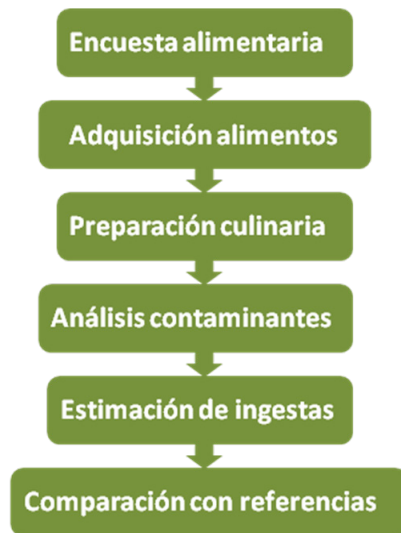 Encuesta alimentaria
Adquisición alimentos
Preparación culinaria
Análisis contaminantes
Estimación de ingestas
Comparación con referencias